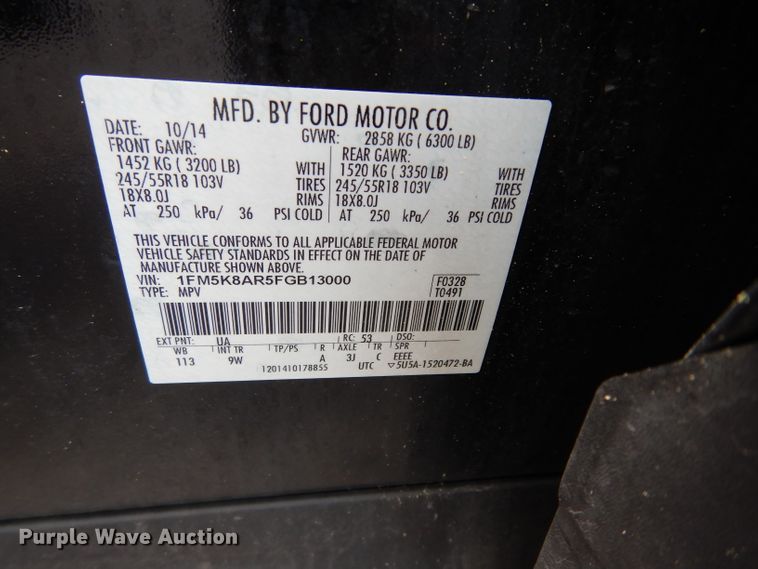 MFD. BY FORD MOTOR CO.
DATE: 10/14 GVWR: 2858 KG ( 6300 LB)
FRONT GAWR: REAR GAWR:
1452 KG ( 3200 LB) WITH 1520 KG ( 3350 LB) WITH
245/55R18 103V TIRES 245/55R18 103V TIRES
18X8.0J RIMS 18X8.0J RIMS
AT 250 kPa/ 36 PSI COLD AT 250 kPa/ 36 PSI COLD
THIS VEHICLE CONFORMS TO ALL APPLICABLE FEDERAL MOTOR
VEHICLE SAFETY STANDARDS IN EFFECT ON THE DATE OF
MANUFACTURE SHOWN ABOVE.
VIN: 1FM5K8AR5FGB13000 F0328
TYPE: MPV T0491
EXT PNT: UA RC: 53 DSO:
WB INT TR TP/PS R AXLE TR SPR
113 9W A 3J C EEEE
1201410178855 UTC ▽5U5A-1520472-BA
Purple Wave Auction